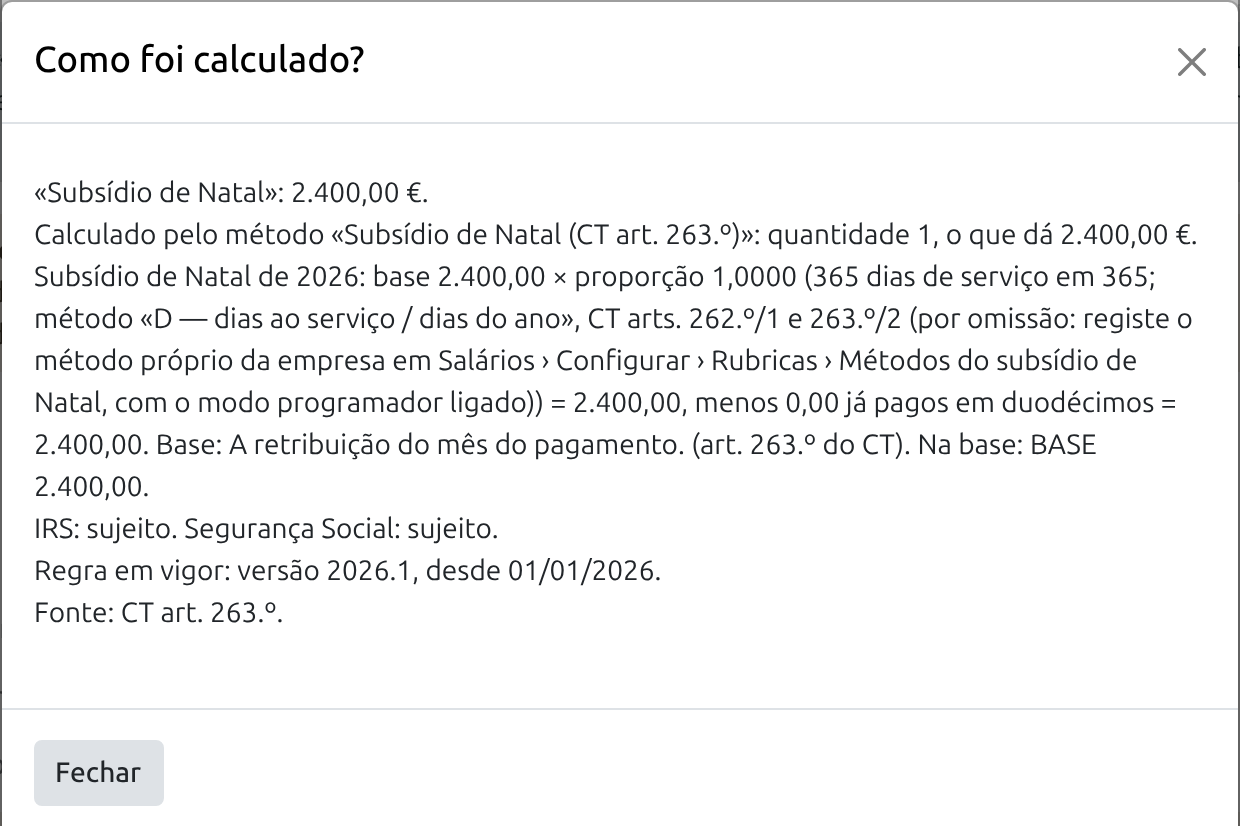 Como foi calculado?
«Subsídio de Natal»: 2.400,00 €.
Calculado pelo método «Subsídio de Natal (CT art. 263.º)»: quantidade 1, o que dá 2.400,00 €.
Subsídio de Natal de 2026: base 2.400,00 × proporção 1,0000 (365 dias de serviço em 365;
método «D — dias ao serviço / dias do ano», CT arts. 262.º/1 e 263.º/2 (por omissão: registe o
método próprio da empresa em Salários › Configurar › Rubricas › Métodos do subsídio de
Natal, com o modo programador ligado)) = 2.400,00, menos 0,00 já pagos em duodécimos =
2.400,00. Base: A retribuição do mês do pagamento. (art. 263.º do CT). Na base: BASE
2.400,00.
IRS: sujeito. Segurança Social: sujeito.
Regra em vigor: versão 2026.1, desde 01/01/2026.
Fonte: CT art. 263.º.
Fechar